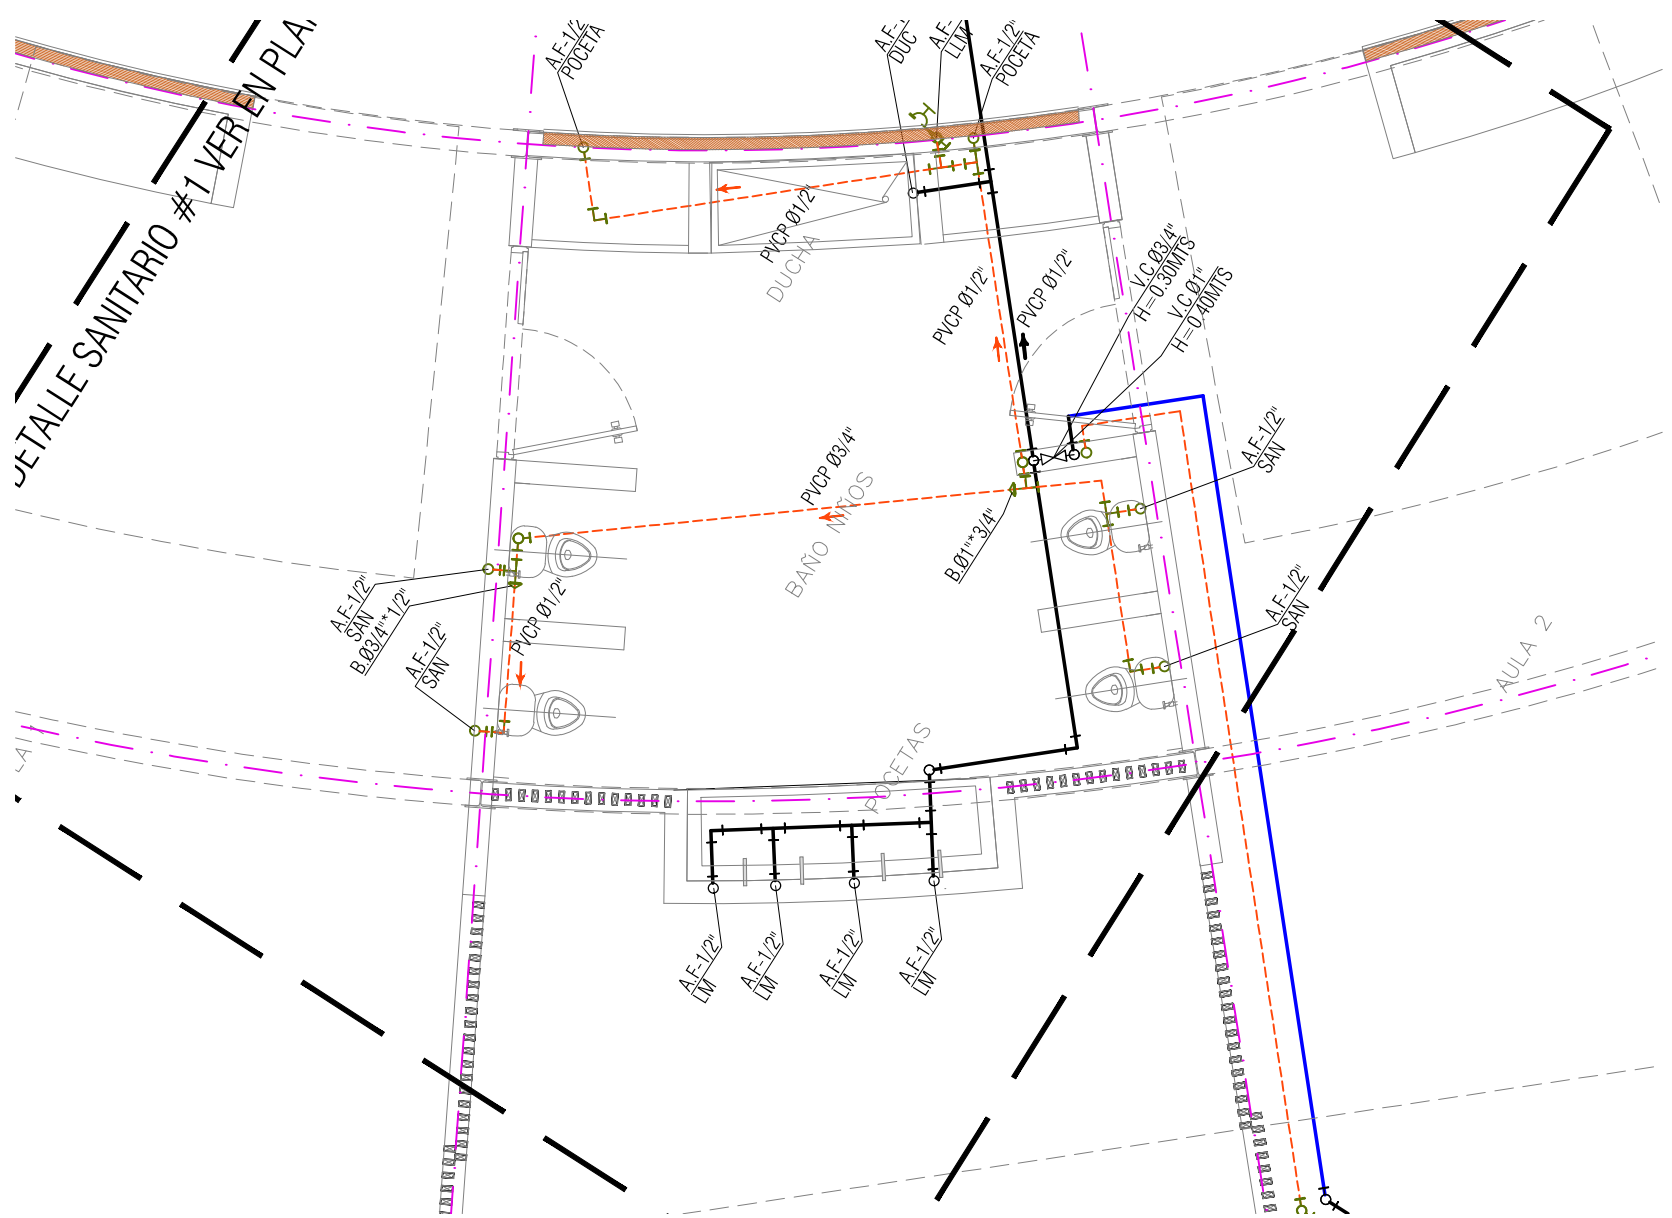 A.F-1/2"
POCETA
DUC
LLM
A.F-1/2"
POCETA
DETALLE SANITARIO #1 VER EN
PVCP Ø1/2"
DUCHA
PVCP Ø1/2"
PVCP Ø1/2"
V.C Ø3/4"
H=0.30MTS
V.C Ø1"
H=0.40MTS
A.F-1/2"
SAN
PVCP Ø3/4"
BAÑO NIÑOS
B.Ø1"*3/4"
A.F-1/2"
SAN
B.Ø3/4"*1/2"
A.F-1/2"
SAN
PVCP Ø1/2"
A.F-1/2"
SAN
AULA 2
POCETAS
A.F-1/2"
LM
A.F-1/2"
LM
A.F-1/2"
LM
A.F-1/2"
LM